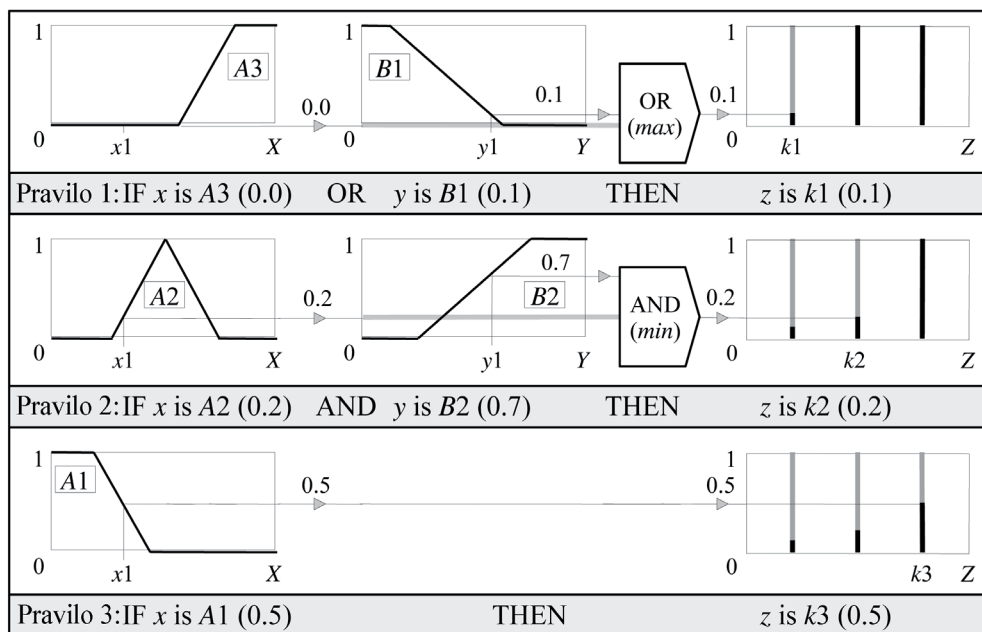 1 1 1
A3 B1
0.1 OR 0.1
0.0 (max)
0 x1 X 0 y1 Y 0 k1 Z
Pravilo 1: IF x is A3 (0.0) OR y is B1 (0.1) THEN z is k1 (0.1)
1 1 1
0.7
A2 0.2 B2 AND 0.2
(min)
0 x1 X 0 y1 Y 0 k2 Z
Pravilo 2: IF x is A2 (0.2) AND y is B2 (0.7) THEN z is k2 (0.2)
1 1
A1 0.5 0.5
0 x1 X 0 k3 Z
Pravilo 3: IF x is A1 (0.5) THEN z is k3 (0.5)